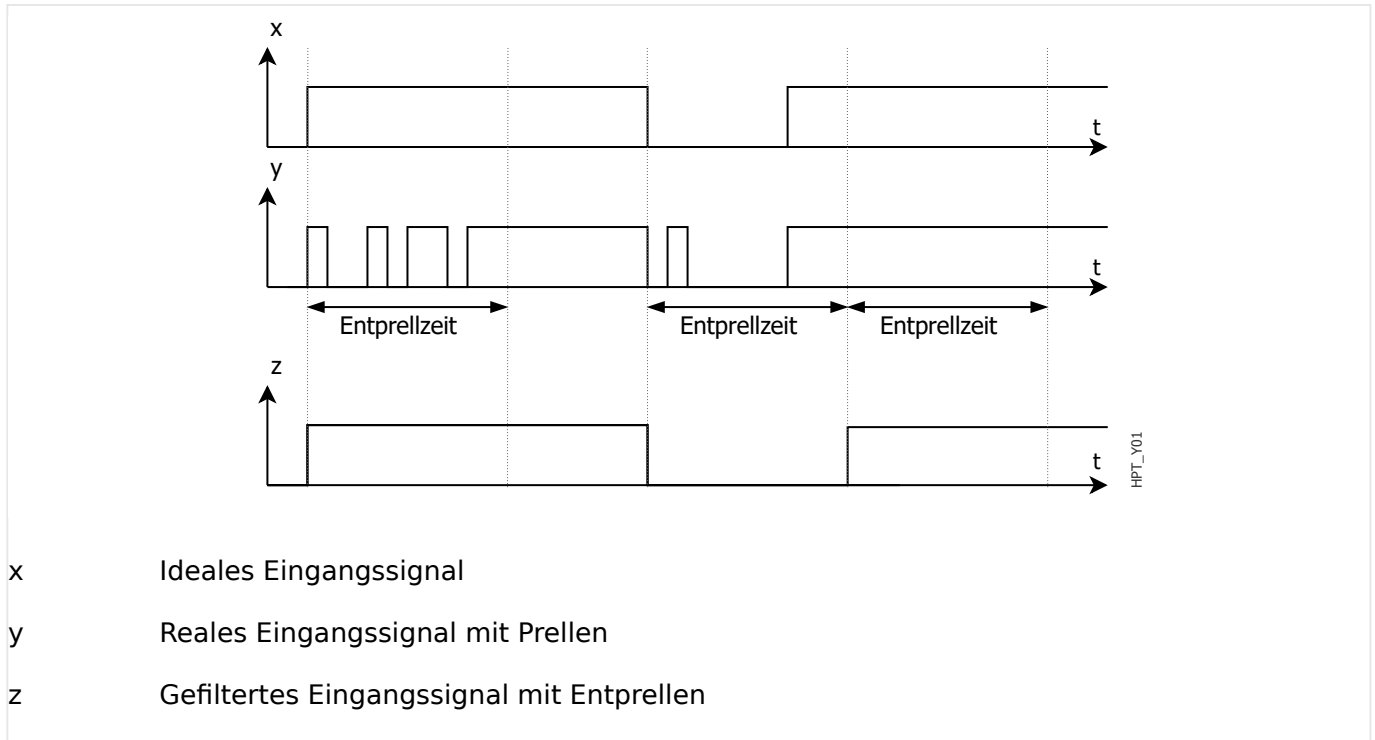 x
t
y
t
Entprellzeit Entprellzeit Entprellzeit
z
t
HPT_Y01
x Ideales Eingangssignal
y Reales Eingangssignal mit Prellen
z Gefiltertes Eingangssignal mit Entprellen